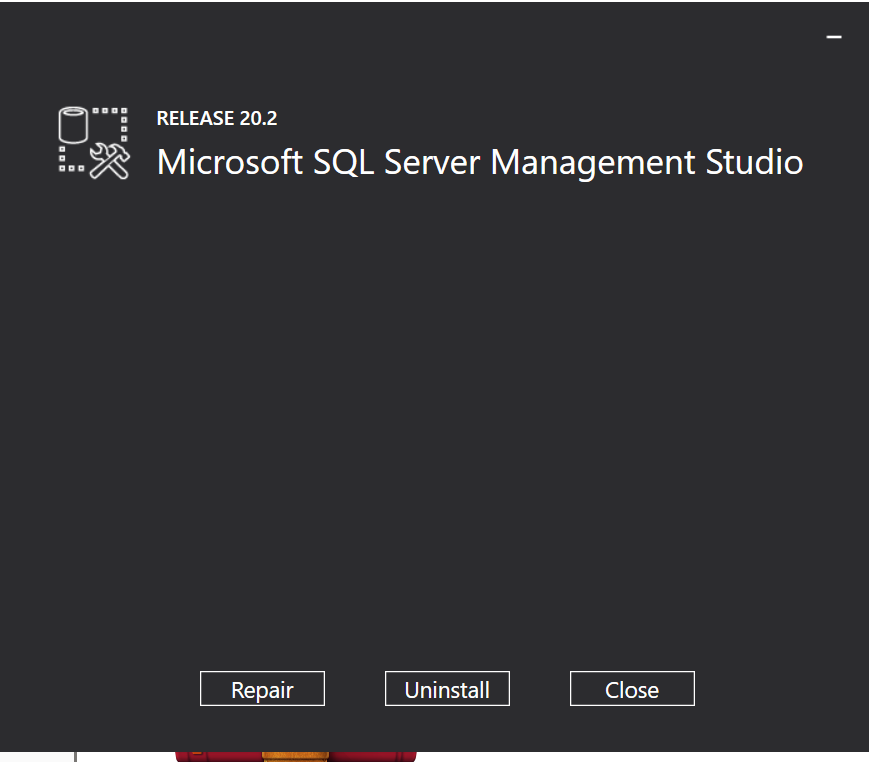 RELEASE 20.2
Microsoft SQL Server Management Studio
Repair Uninstall Close